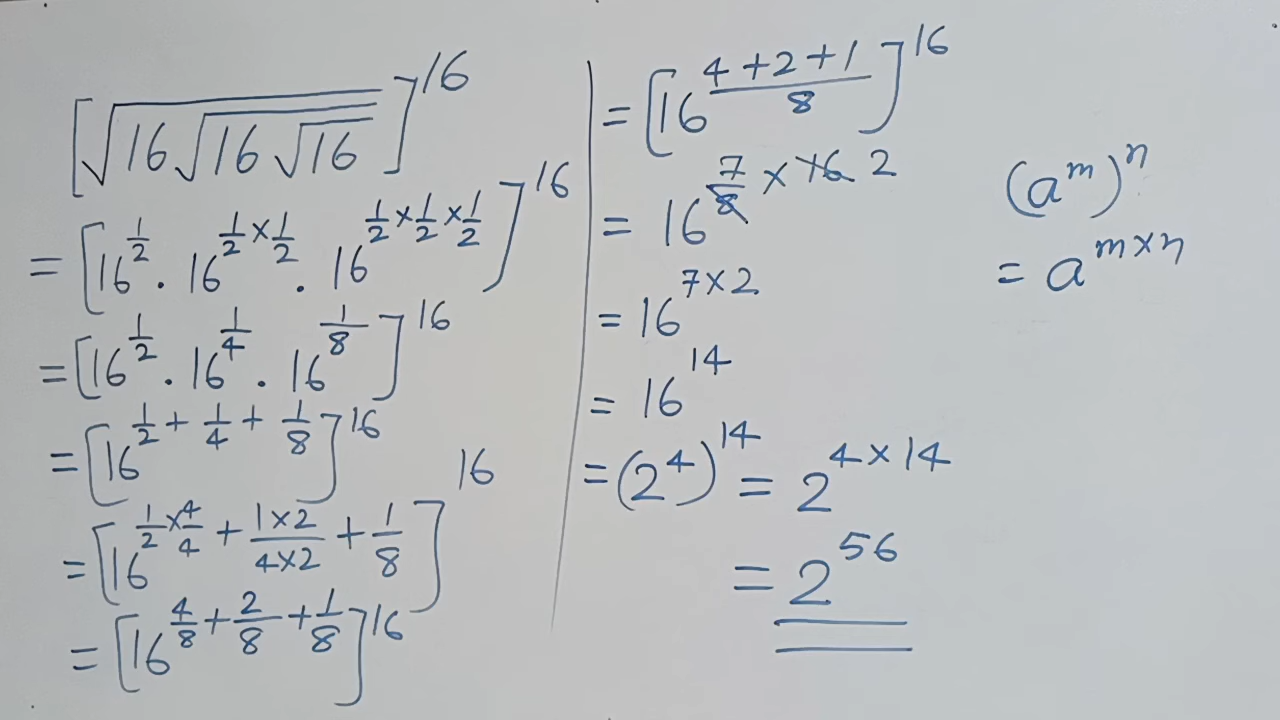 [√(16√(16√16))]^16
= [16^(1/2) . 16^(1/2 × 1/2) . 16^(1/2 × 1/2 × 1/2)]^16
= [16^(1/2) . 16^(1/4) . 16^(1/8)]^16
= [16^(1/2 + 1/4 + 1/8)]^16
= [16^(1/2 × 4/4 + (1×2)/(4×2) + 1/8)]^16
= [16^(4/8 + 2/8 + 1/8)]^16
= [16^((4+2+1)/8)]^16
= 16^(7/8 × 16 2)
= 16^(7×2)
= 16^14
= (2^4)^14 = 2^(4×14)
= 2^56
(a^m)^n
= a^(m×n)